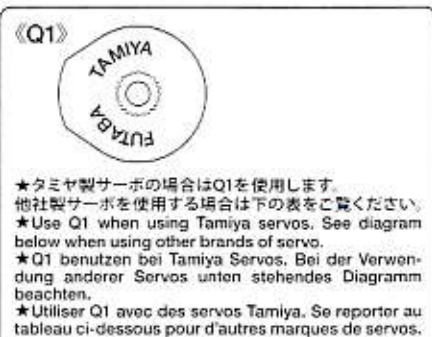 《Q1》
TAMIYA
FUTABA
★タミヤ製サーボの場合はQ1を使用します。
他社製サーボを使用する場合は下の表をご覧ください。
★Use Q1 when using Tamiya servos. See diagram
below when using other brands of servo.
★Q1 benutzen bei Tamiya Servos. Bei der Verwen-
dung anderer Servos unten stehendes Diagramm
beachten.
★Utiliser Q1 avec des servos Tamiya. Se reporter au
tableau ci-dessous pour d'autres marques de servos.